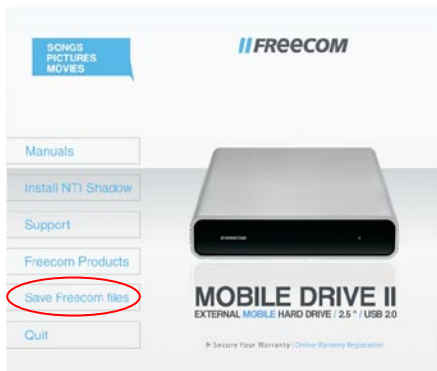 SONGS
PICTURES
MOVIES
FREECOM
Manuals
Install NTI Shadow
Support
Freecom Products
Save Freecom files
Quit
FREECOM
MOBILE DRIVE II
EXTERNAL MOBILE HARD DRIVE / 2.5 " / USB 2.0
Secure Your Warranty | Online Warranty Registration